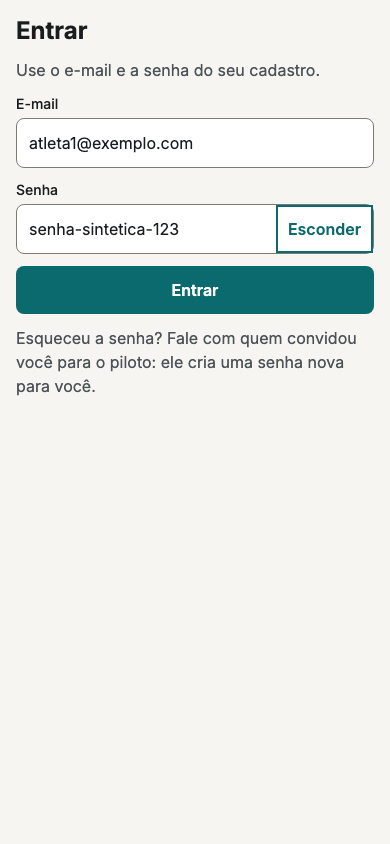 Entrar
Use o e-mail e a senha do seu cadastro.
E-mail
atleta1@exemplo.com
Senha
senha-sintetica-123 Esconder
Entrar
Esqueceu a senha? Fale com quem convidou
você para o piloto: ele cria uma senha nova
para você.